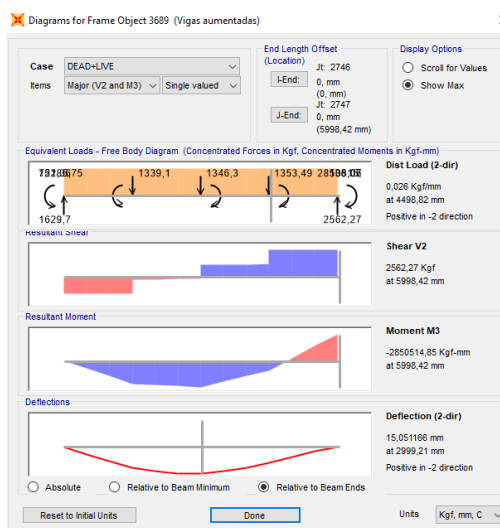 Diagrams for Frame Object 3689 (Vigas aumentadas)
Case DEAD+LIVE
Items Major (V2 and M3) Single valued
End Length Offset
(Location)
Jt: 2746
I-End: 0, mm
(0, mm)
Jt: 2747
J-End: 0, mm
(5998,42 mm)
Display Options
Scroll for Values
Show Max
Equivalent Loads - Free Body Diagram (Concentrated Forces in Kgf, Concentrated Moments in Kgf-mm)
1339,1 1346,3 1353,49
1629,7 2562,27
Dist Load (2-dir)
0,026 Kgf/mm
at 4498,82 mm
Positive in -2 direction
Resultant Shear
Shear V2
2562,27 Kgf
at 5998,42 mm
Resultant Moment
Moment M3
-2850514,85 Kgf-mm
at 5998,42 mm
Deflections
Deflection (2-dir)
15,051166 mm
at 2999,21 mm
Positive in -2 direction
Absolute Relative to Beam Minimum Relative to Beam Ends
Reset to Initial Units Done Units Kgf, mm, C